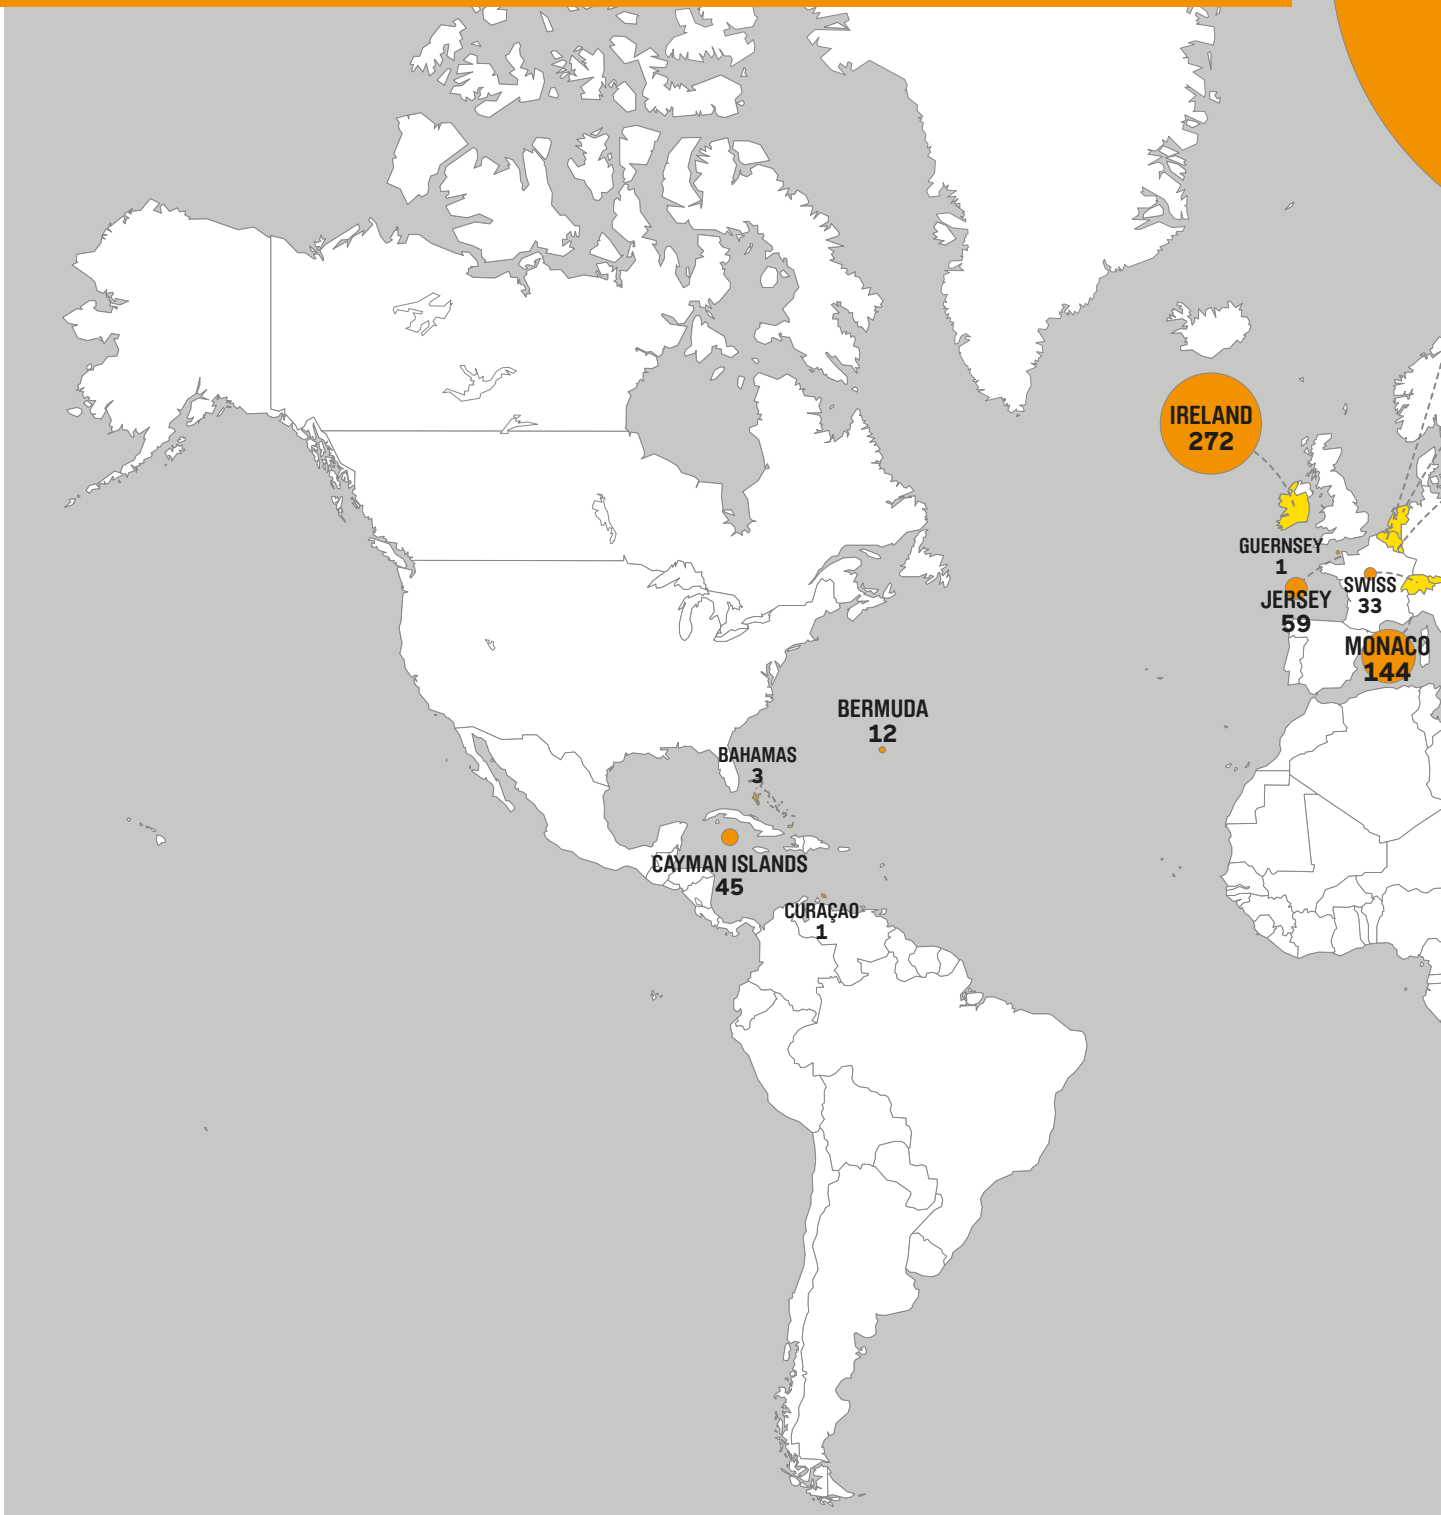 IRELAND
272
GUERNSEY
1
SWISS
33
JERSEY
59
MONACO
144
BERMUDA
12
BAHAMAS
3
CAYMAN ISLANDS
45
CURAÇAO
1